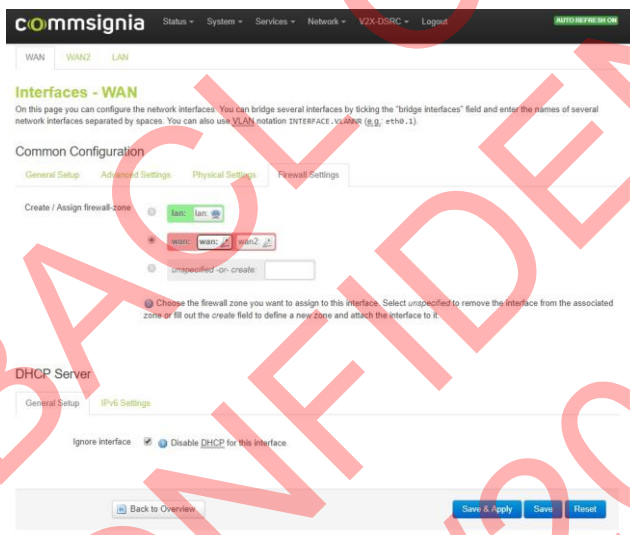 commsignia Status System Services Network V2X-DSRC Logout AUTO REFRESH ON
WAN WAN2 LAN
Interfaces - WAN
On this page you can configure the network interfaces. You can bridge several interfaces by ticking the "bridge interfaces" field and enter the names of several
network interfaces separated by spaces. You can also use VLAN notation INTERFACE.VLANNR (e.g.: eth0.1).
Common Configuration
General Setup Advanced Settings Physical Settings Firewall Settings
Create / Assign firewall-zone
lan: lan:
wan: wan: wan2:
unspecified -or- create:
Choose the firewall zone you want to assign to this interface. Select unspecified to remove the interface from the associated
zone or fill out the create field to define a new zone and attach the interface to it.
DHCP Server
General Setup IPv6 Settings
Ignore interface Disable DHCP for this interface.
Back to Overview Save & Apply Save Reset